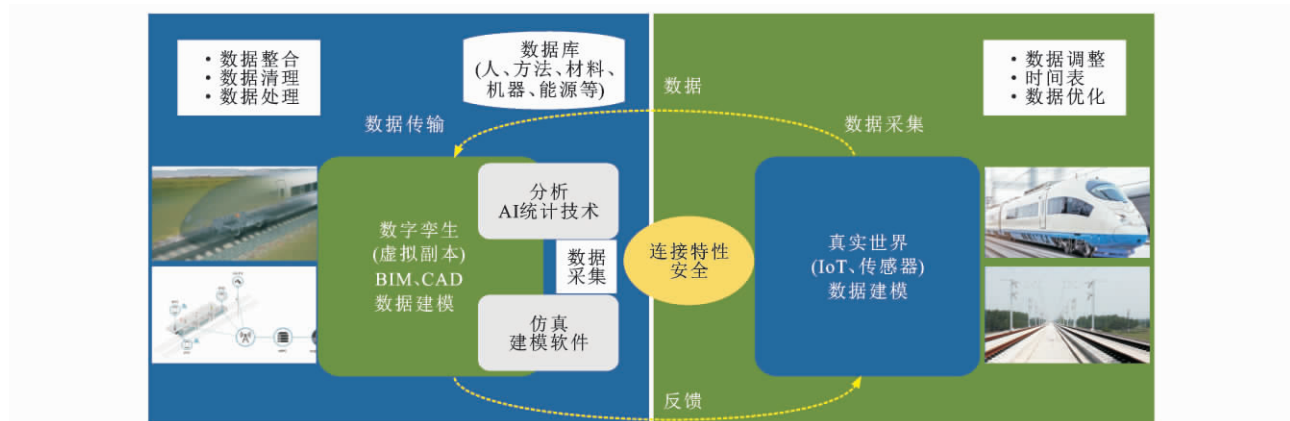 • 数据整合
• 数据清理
• 数据处理
数据库
(人、方法、材料、
机器、能源等)
数据传输
数字孪生
(虚拟副本)
BIM、CAD
数据建模
分析
AI统计技术
数据
采集
仿真
建模软件
连接特性
安全
数据
• 数据调整
• 时间表
• 数据优化
数据采集
真实世界
(IoT、传感器)
数据建模
反馈